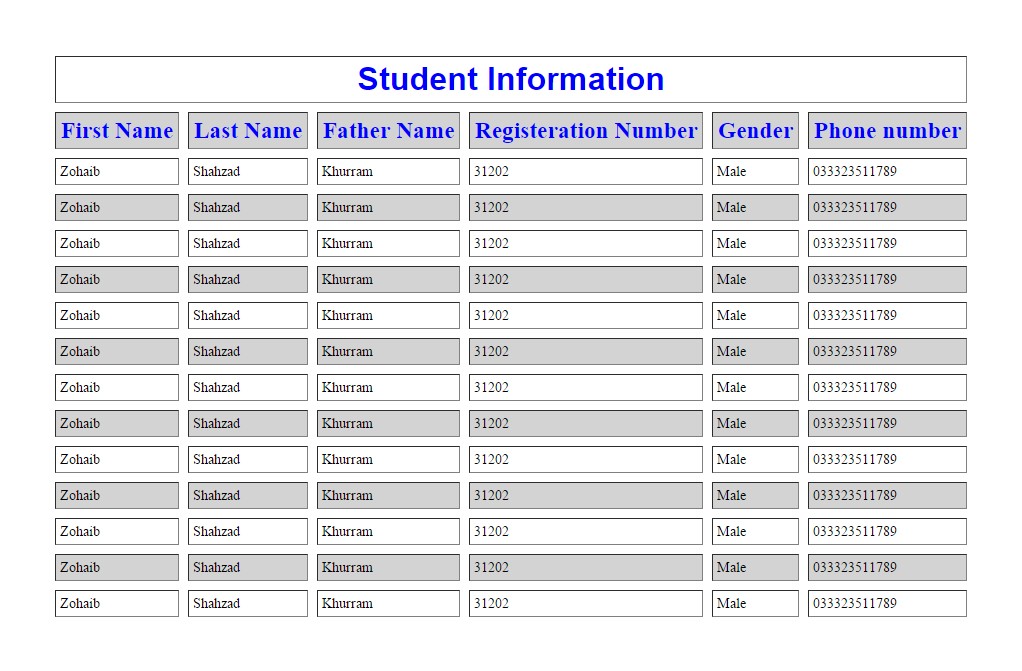 Student Information
First Name Last Name Father Name Registeration Number Gender Phone number
Zohaib Shahzad Khurram 31202 Male 033323511789
Zohaib Shahzad Khurram 31202 Male 033323511789
Zohaib Shahzad Khurram 31202 Male 033323511789
Zohaib Shahzad Khurram 31202 Male 033323511789
Zohaib Shahzad Khurram 31202 Male 033323511789
Zohaib Shahzad Khurram 31202 Male 033323511789
Zohaib Shahzad Khurram 31202 Male 033323511789
Zohaib Shahzad Khurram 31202 Male 033323511789
Zohaib Shahzad Khurram 31202 Male 033323511789
Zohaib Shahzad Khurram 31202 Male 033323511789
Zohaib Shahzad Khurram 31202 Male 033323511789
Zohaib Shahzad Khurram 31202 Male 033323511789
Zohaib Shahzad Khurram 31202 Male 033323511789